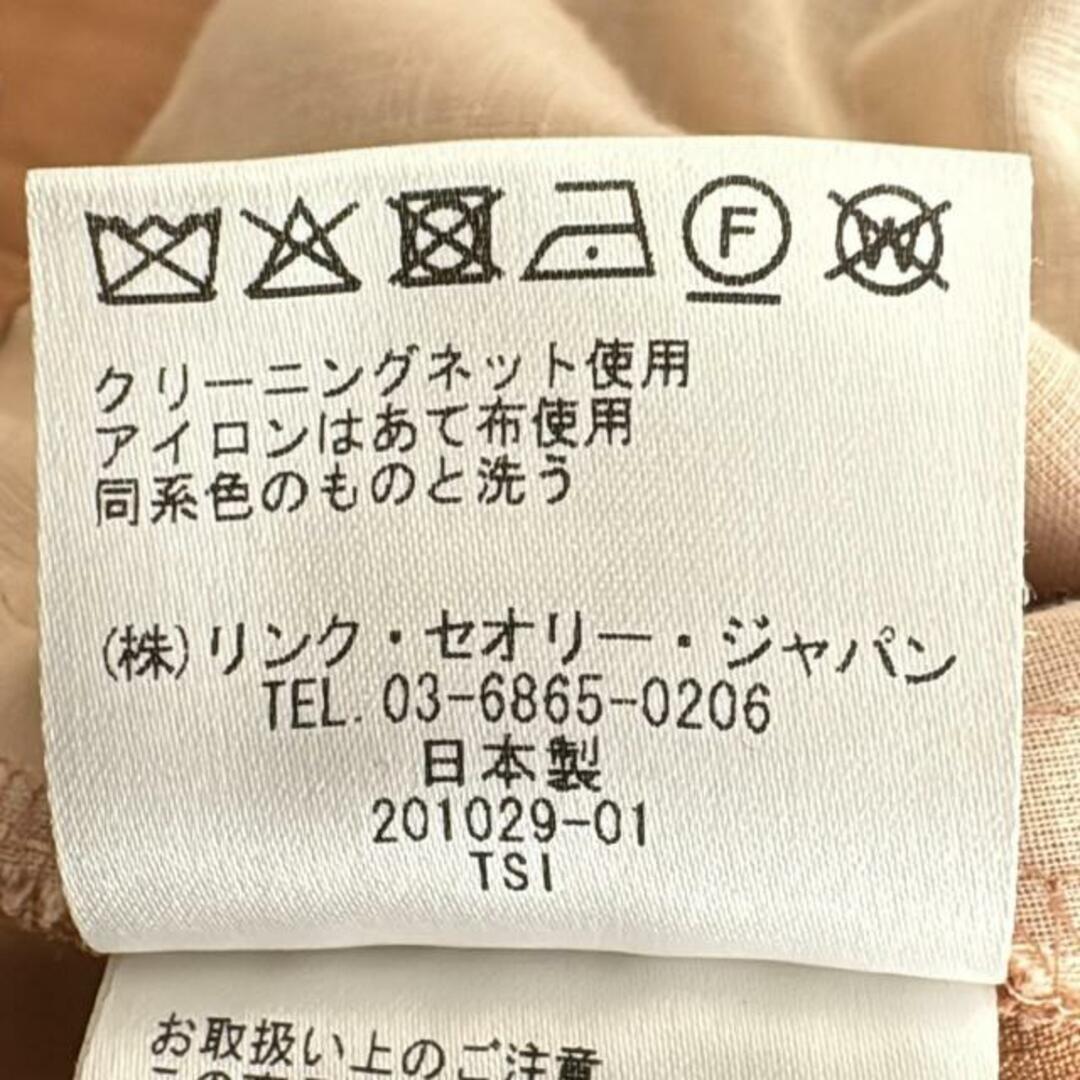 F W
クリーニングネット使用
アイロンはあて布使用
同系色のものと洗う
(株)リンク・セオリー・ジャパン
TEL. 03-6865-0206
日本製
201029-01
TSI
お取扱い上のご注意